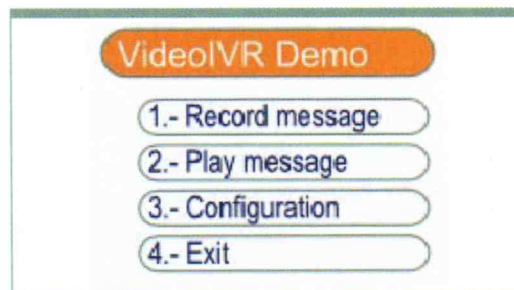 VideoIVR Demo
1.- Record message
2.- Play message
3.- Configuration
4.- Exit